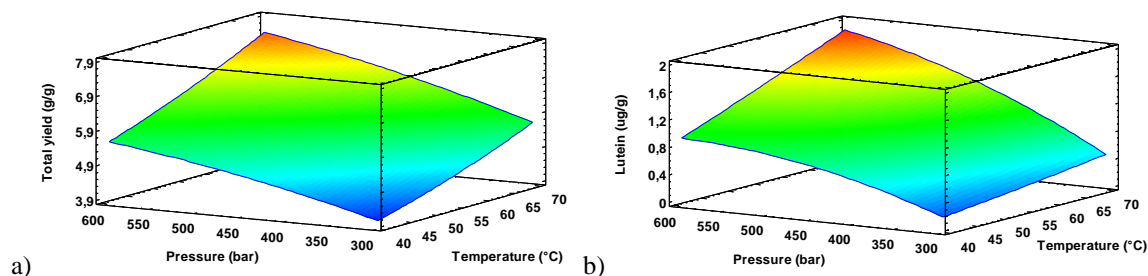 7,9
6,9
5,9
4,9
3,9
Total yield (g/g)
600 550 500 450 400 350 300
Pressure (bar)
40 45 50 55 60 65 70
Temperature (°C)
a)
2
1,6
1,2
0,8
0,4
0
Lutein (ug/g)
600 550 500 450 400 350 300
Pressure (bar)
40 45 50 55 60 65 70
Temperature (°C)
b)